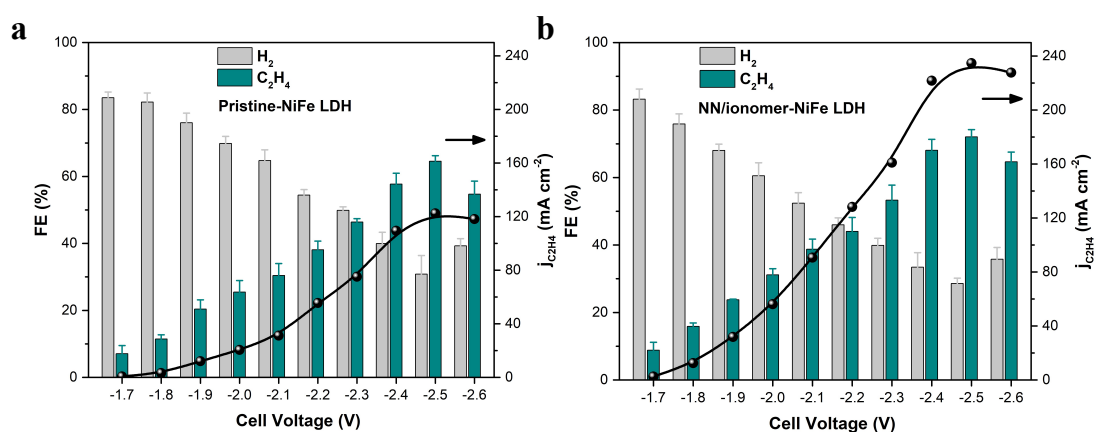 a
H2
C2H4
Pristine-NiFe LDH
FE (%)
100
80
60
40
20
0
240
200
160
120
80
40
0
jC2H4 (mA cm-2)
-1.7 -1.8 -1.9 -2.0 -2.1 -2.2 -2.3 -2.4 -2.5 -2.6
Cell Voltage (V)
b
H2
C2H4
NN/ionomer-NiFe LDH
FE (%)
100
80
60
40
20
0
240
200
160
120
80
40
0
jC2H4 (mA cm-2)
-1.7 -1.8 -1.9 -2.0 -2.1 -2.2 -2.3 -2.4 -2.5 -2.6
Cell Voltage (V)